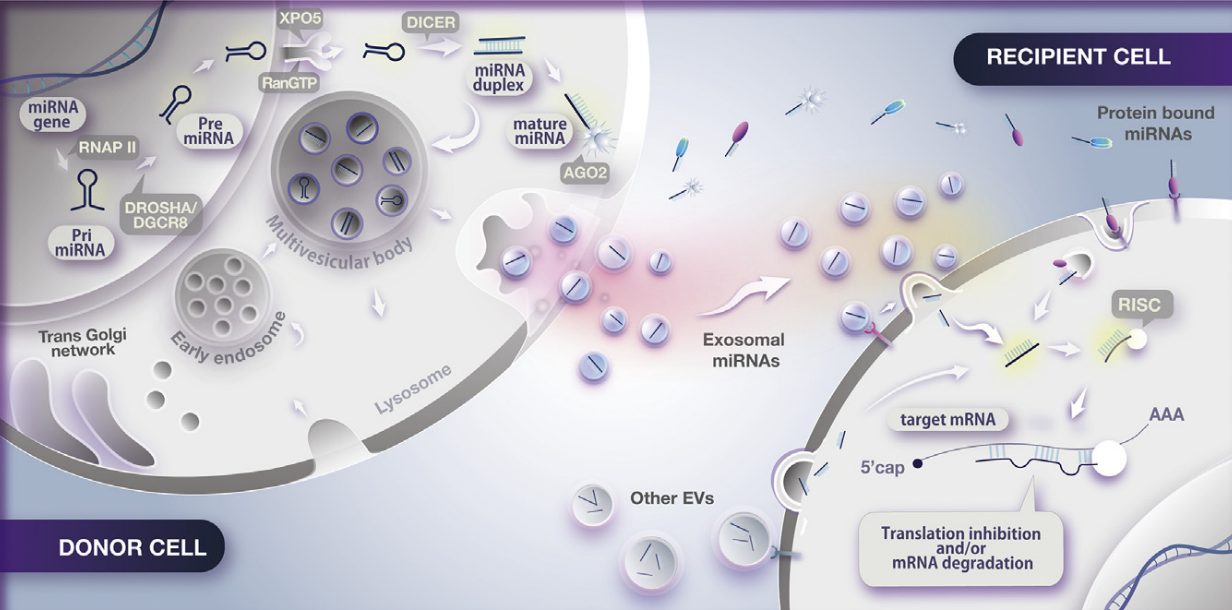 XPO5
DICER
RECIPIENT CELL
RanGTP
miRNA
duplex
miRNA
gene
Pre
miRNA
mature
miRNA
Protein bound
miRNAs
RNAP II
AGO2
DROSHA/
DGCR8
Pri
miRNA
Multivesicular body
RISC
Trans Golgi
network
Early endosome
Exosomal
miRNAs
Lysosome
target mRNA
AAA
5'cap
Other EVs
Translation inhibition
and/or
mRNA degradation
DONOR CELL